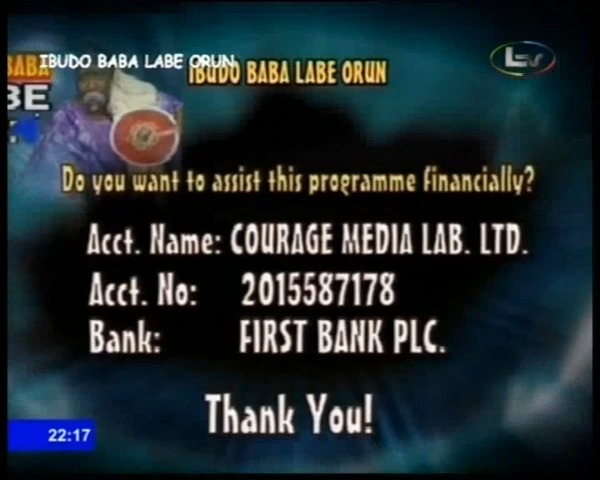 BABA
BE
IBUDO BABA LABE ORUN
IBUDO BABA LABE ORUN
LTV
Do you want to assist this programme financially?
Acct. Name: COURAGE MEDIA LAB. LTD.
Acct. No: 2015587178
Bank: FIRST BANK PLC.
Thank You!
22:17